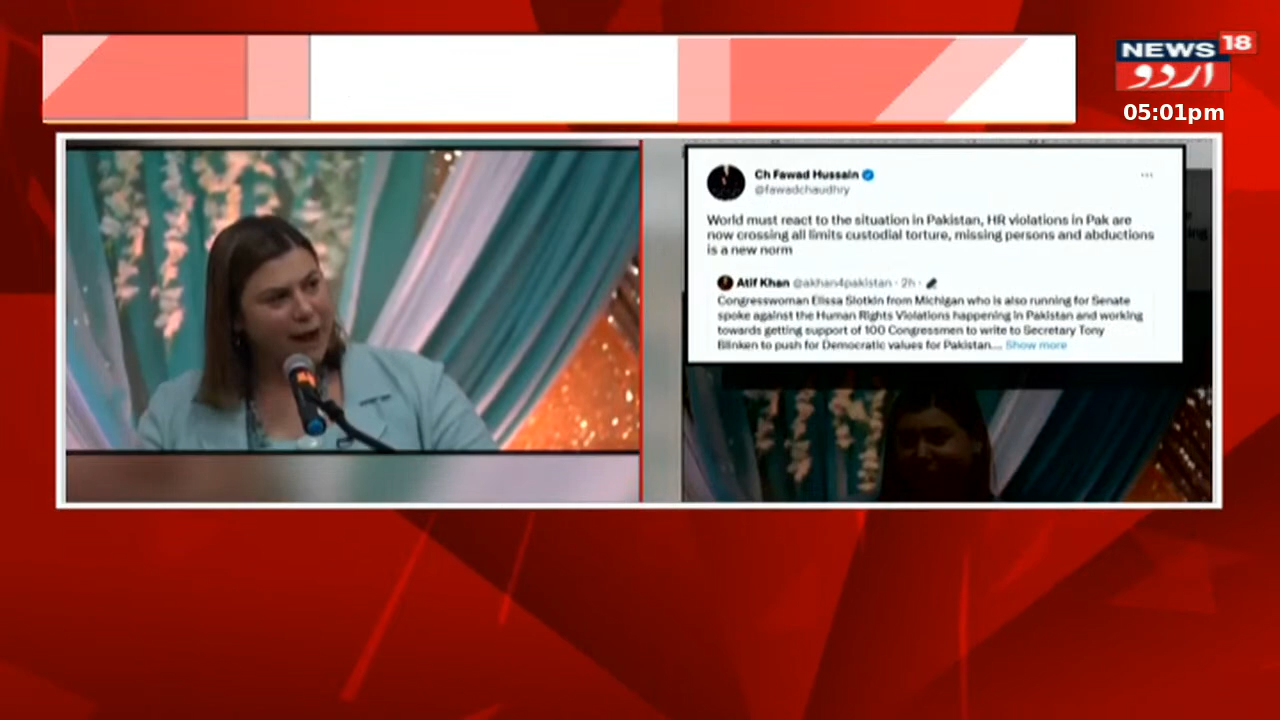 NEWS 18
اردو
05:01pm
Ch Fawad Hussain
@fawadchaudhry
World must react to the situation in Pakistan, HR violations in Pak are
now crossing all limits custodial torture, missing persons and abductions
is a new norm
Atif Khan @akhan4pakistan · 2h ·
Congresswoman Elissa Slotkin from Michigan who is also running for Senate
spoke against the Human Rights Violations happening in Pakistan and working
towards getting support of 100 Congressmen to write to Secretary Tony
Blinken to push for Democratic values for Pakistan.... Show more